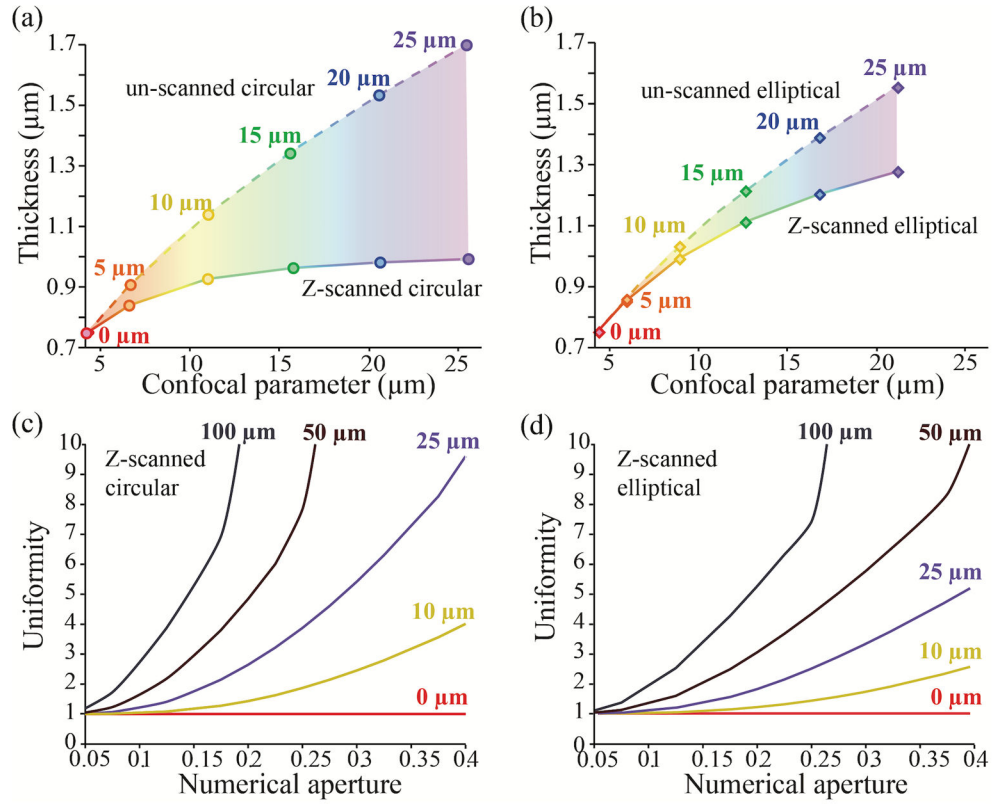 (a)
Thickness (µm)
1.7
1.5
1.3
1.1
0.9
0.7
un-scanned circular
25 µm
20 µm
15 µm
10 µm
5 µm
0 µm
Z-scanned circular
5
10
15
20
25
Confocal parameter (µm)
(b)
Thickness (µm)
1.7
1.5
1.3
1.1
0.9
0.7
un-scanned elliptical
25 µm
20 µm
15 µm
10 µm
5 µm
0 µm
Z-scanned elliptical
5
10
15
20
25
Confocal parameter (µm)
(c)
Uniformity
10
9
8
7
6
5
4
3
2
1
0
Z-scanned
circular
100 µm
50 µm
25 µm
10 µm
0 µm
0.05
0.1
0.15
0.2
0.25
0.3
0.35
0.4
Numerical aperture
(d)
Uniformity
10
9
8
7
6
5
4
3
2
1
0
Z-scanned
elliptical
100 µm
50 µm
25 µm
10 µm
0 µm
0.05
0.1
0.15
0.2
0.25
0.3
0.35
0.4
Numerical aperture